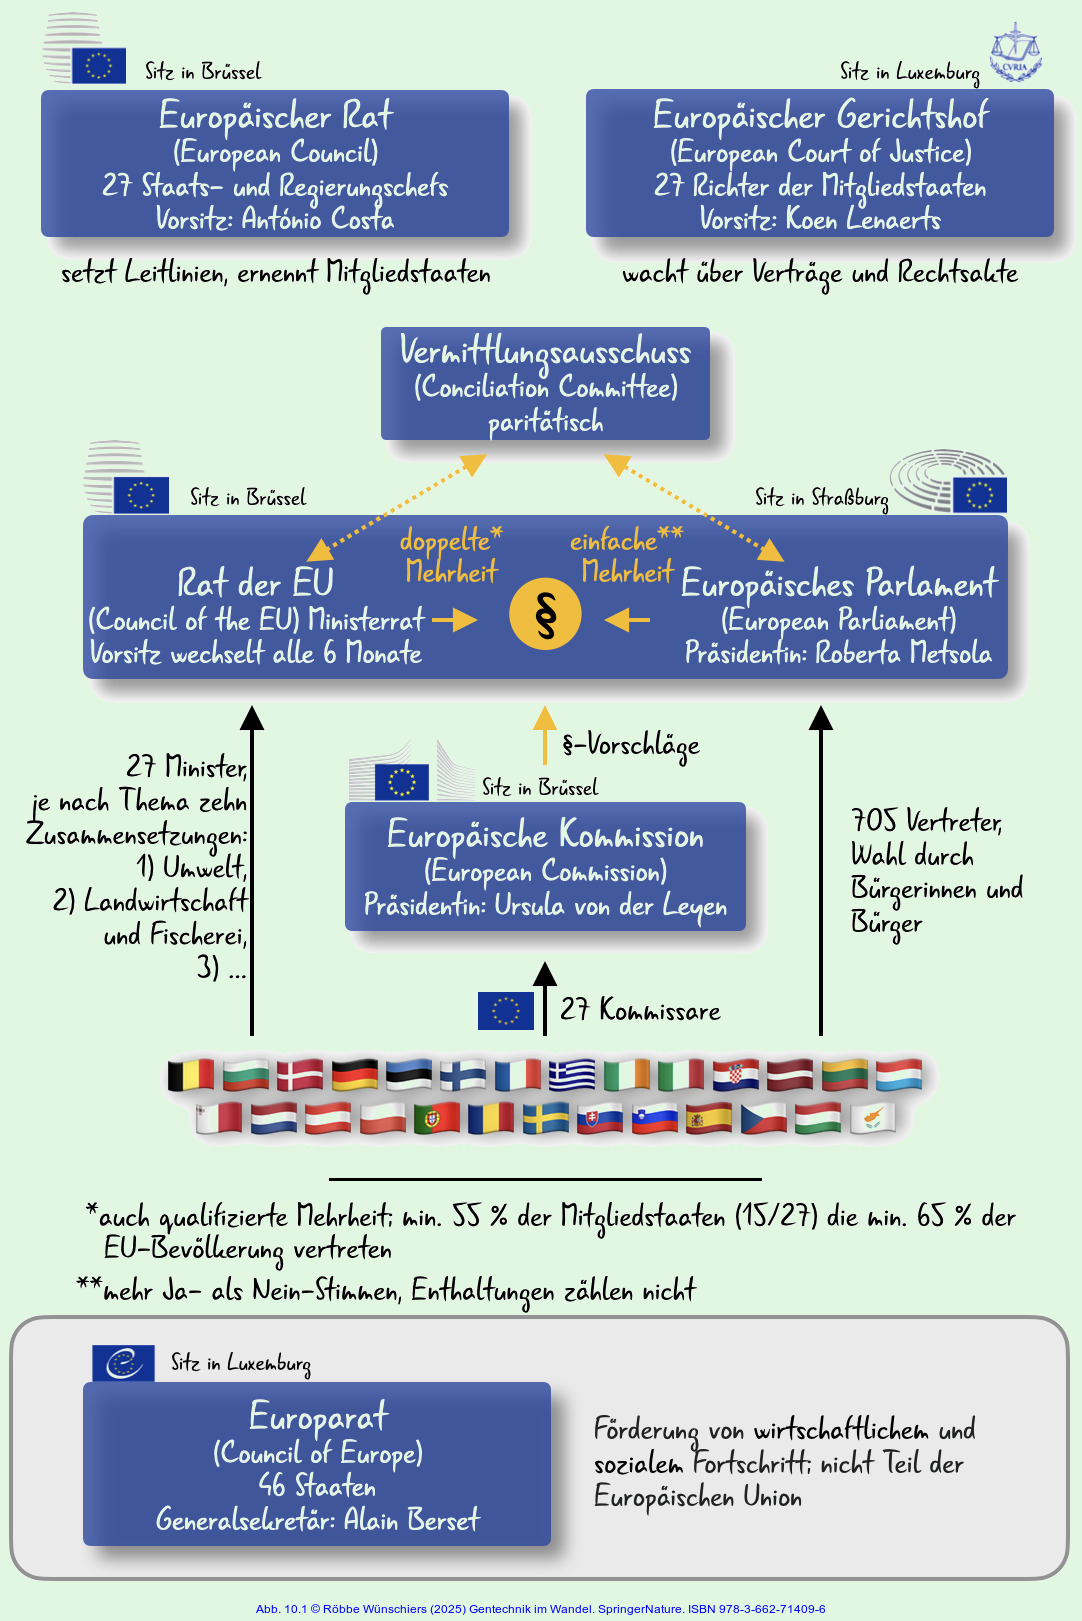 Sitz in Brüssel
Europäischer Rat
(European Council)
27 Staats- und Regierungschefs
Vorsitz: António Costa
setzt Leitlinien, ernennt Mitgliedstaaten
Sitz in Luxemburg
CVRIA
Europäischer Gerichtshof
(European Court of Justice)
27 Richter der Mitgliedstaaten
Vorsitz: Koen Lenaerts
wacht über Verträge und Rechtsakte
Vermittlungsausschuss
(Conciliation Committee)
paritätisch
Sitz in Brüssel
Sitz in Straßburg
doppelte*
Mehrheit
einfache**
Mehrheit
Rat der EU
(Council of the EU) Ministerrat
Vorsitz wechselt alle 6 Monate
§
Europäisches Parlament
(European Parliament)
Präsidentin: Roberta Metsola
27 Minister,
je nach Thema zehn
Zusammensetzungen:
1) Umwelt,
2) Landwirtschaft
und Fischerei,
3) ...
§-Vorschläge
Sitz in Brüssel
Europäische Kommission
(European Commission)
Präsidentin: Ursula von der Leyen
27 Kommissare
705 Vertreter,
Wahl durch
Bürgerinnen und
Bürger
*auch qualifizierte Mehrheit; min. 55 % der Mitgliedstaaten (15/27) die min. 65 % der
EU-Bevölkerung vertreten
**mehr Ja- als Nein-Stimmen, Enthaltungen zählen nicht
Sitz in Luxemburg
Europarat
(Council of Europe)
46 Staaten
Generalsekretär: Alain Berset
Förderung von wirtschaftlichem und
sozialem Fortschritt; nicht Teil der
Europäischen Union
Abb. 10.1 © Röbbe Wünschiers (2025) Gentechnik im Wandel. SpringerNature. ISBN 978-3-662-71409-6